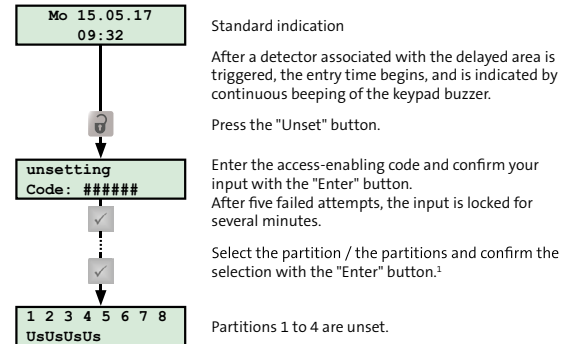 Mo 15.05.17
09:32
Standard indication
After a detector associated with the delayed area is
triggered, the entry time begins, and is indicated by
continuous beeping of the keypad buzzer.
Press the "Unset" button.
unsetting
Code: ######
Enter the access-enabling code and confirm your
input with the "Enter" button.
After five failed attempts, the input is locked for
several minutes.
Select the partition / the partitions and confirm the
selection with the "Enter" button.¹
1 2 3 4 5 6 7 8
UsUsUsUs
Partitions 1 to 4 are unset.